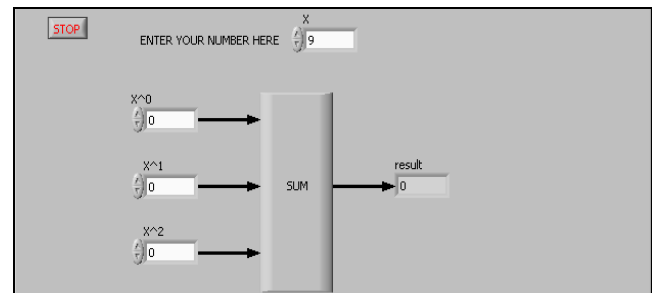 STOP
X
ENTER YOUR NUMBER HERE 9
X^0
0
X^1
0
SUM
result
0
X^2
0